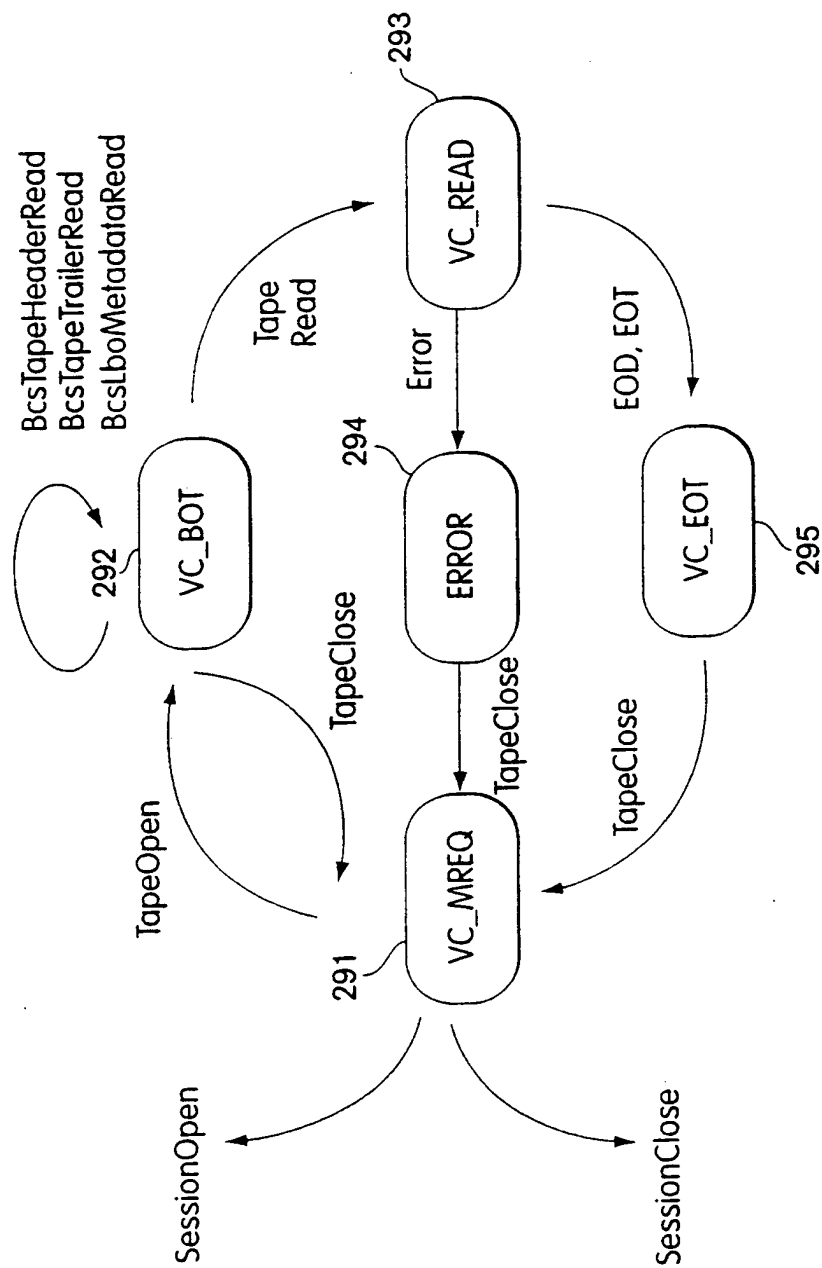 BcsTapeHeaderRead
BcsTapeTrailerRead
BcsLboMetadataRead
292
VC_BOT
TapeOpen
TapeClose
Tape
Read
SessionOpen
291
VC_MREQ
TapeClose
294
ERROR
Error
293
VC_READ
SessionClose
TapeClose
VC_EOT
295
EOD, EOT